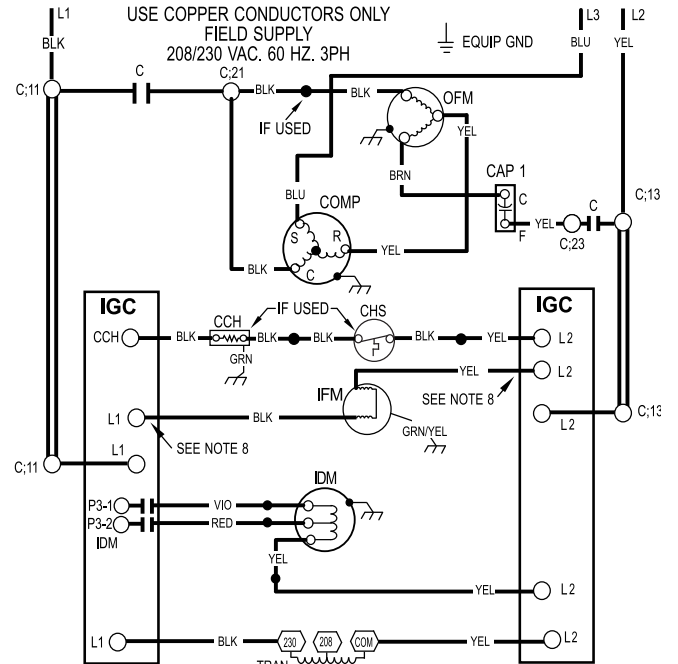 L1
USE COPPER CONDUCTORS ONLY
L3
L2
FIELD SUPPLY
BLK
EQUIP GND
BLU
YEL
208/230 VAC. 60 HZ. 3PH
C;11
C
C;21
BLK
BLK
OFM
IF USED
YEL
BRN
CAP 1
BLU
COMP
C
C
C;13
S
R
YEL
F
YEL
C;23
BLK
C
IGC
IGC
IF USED
CHS
CCH
CCH
BLK
BLK
BLK
BLK
YEL
L2
GRN
YEL
L2
IFM
SEE NOTE 8
L1
BLK
L2
C;13
GRN/YEL
SEE NOTE 8
L1
C;11
IDM
P3-1
VIO
P3-2
RED
IDM
YEL
YEL
L2
L1
BLK
230
208
COM
YEL
L2
TRAN